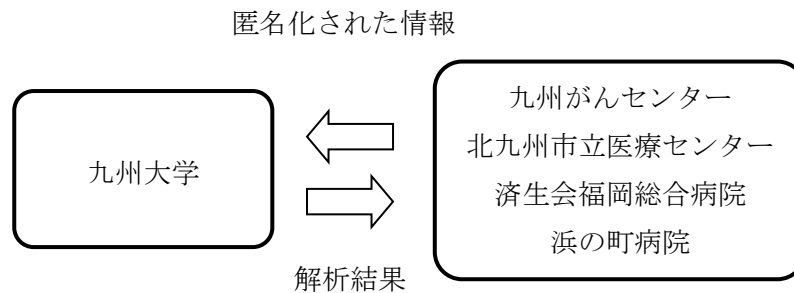 匿名化された情報
九州大学
九州がんセンター
北九州市立医療センター
済生会福岡総合病院
浜の町病院
解析結果